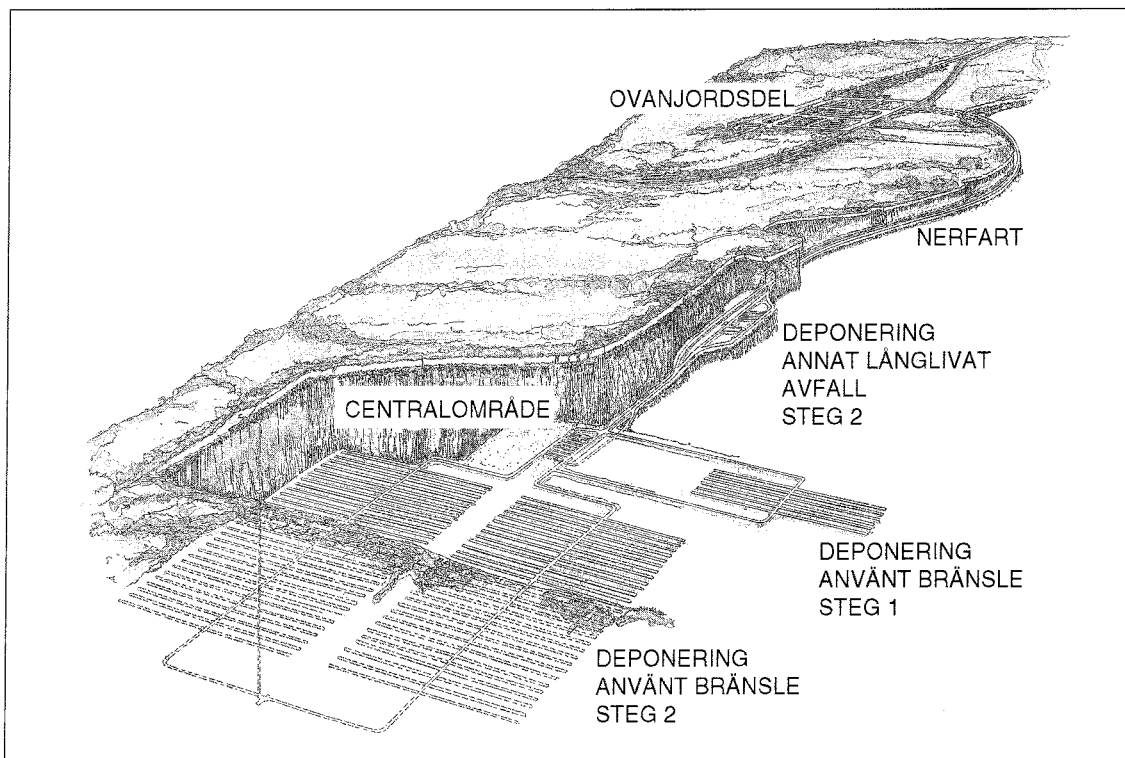 OVANJORDSDEL
NERFART
DEPONERING
ANNAT LÅNGLIVAT
AVFALL
STEG 2
CENTRALOMRÅDE
DEPONERING
ANVÄNT BRÄNSLE
STEG 1
DEPONERING
ANVÄNT BRÄNSLE
STEG 2